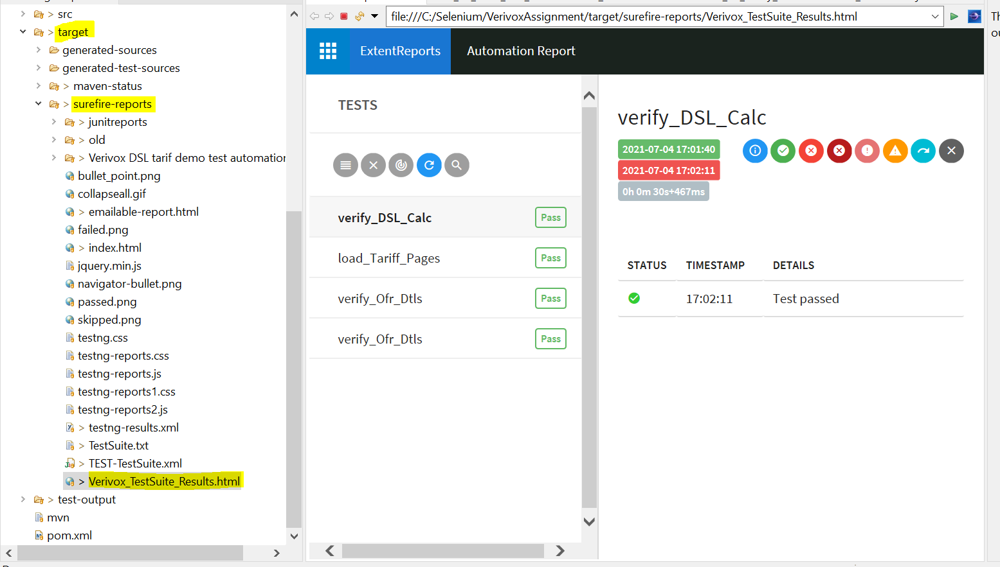 > src
> target
generated-sources
generated-test-sources
> maven-status
> surefire-reports
> junitreports
> old
> Verivox DSL tarif demo test automation
bullet_point.png
collapseall.gif
> emailable-report.html
failed.png
> index.html
jquery.min.js
navigator-bullet.png
passed.png
skipped.png
testng.css
testng-reports.css
testng-reports.js
testng-reports1.css
testng-reports2.js
> testng-results.xml
> TestSuite.txt
> TEST-TestSuite.xml
> Verivox_TestSuite_Results.html
> test-output
mvn
pom.xml
file:///C:/Selenium/VerivoxAssignment/target/surefire-reports/Verivox_TestSuite_Results.html
ExtentReports
Automation Report
TESTS
verify_DSL_Calc Pass
load_Tariff_Pages Pass
verify_Ofr_Dtls Pass
verify_Ofr_Dtls Pass
verify_DSL_Calc
2021-07-04 17:01:40
2021-07-04 17:02:11
0h 0m 30s+467ms
STATUS TIMESTAMP DETAILS
17:02:11 Test passed